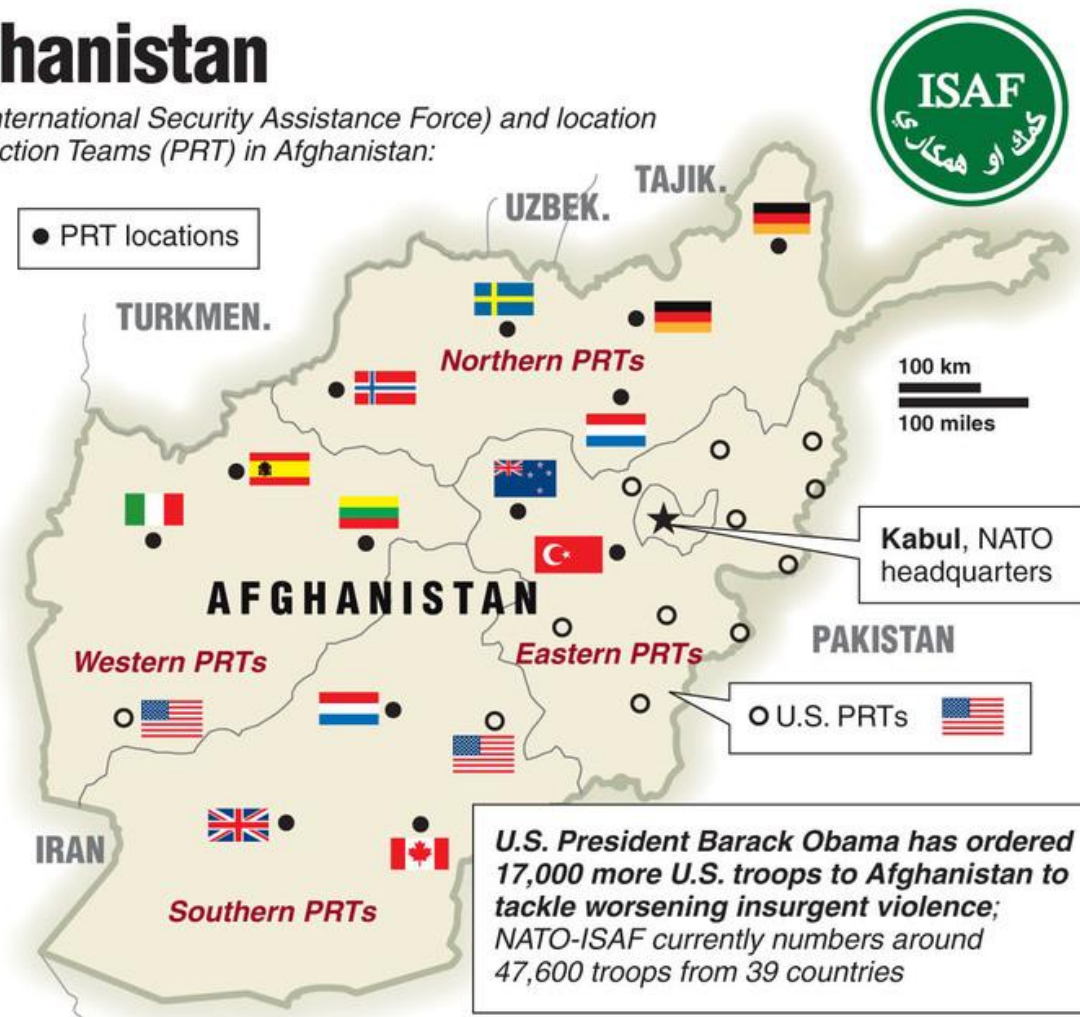 hanistan
nternational Security Assistance Force) and location
ction Teams (PRT) in Afghanistan:
ISAF
کمک او همکاري
PRT locations
TAJIK.
UZBEK.
TURKMEN.
Northern PRTs
100 km
100 miles
Kabul, NATO
headquarters
AFGHANISTAN
PAKISTAN
Western PRTs
Eastern PRTs
U.S. PRTs
IRAN
Southern PRTs
U.S. President Barack Obama has ordered
17,000 more U.S. troops to Afghanistan to
tackle worsening insurgent violence;
NATO-ISAF currently numbers around
47,600 troops from 39 countries